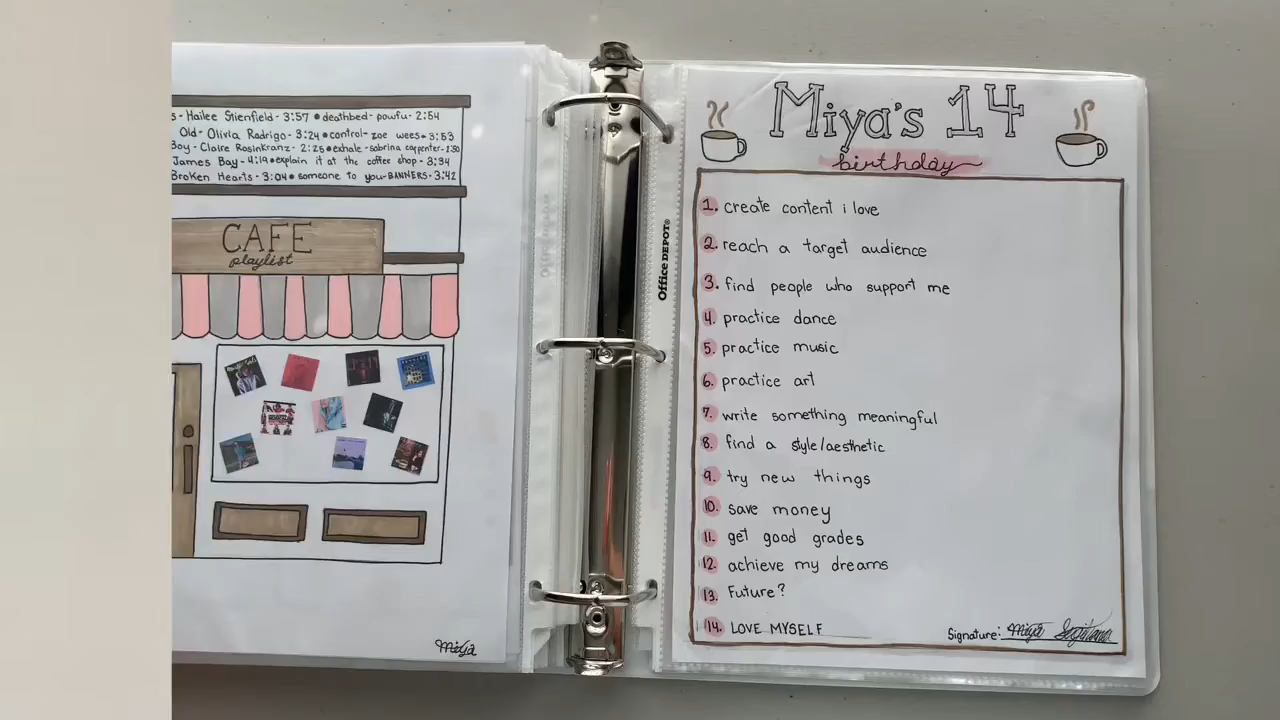 s - Hailee Stienfield - 3:57 • deathbed - powfu - 2:54
Old - Olivia Rodrigo - 3:24 • control - zoe wees • 3:53
Boy - Claire Rosinkranz - 2:25 • exhale - sabrina carpenter - 2:30
James Bay - 4:19 • explain it at the coffee shop - 3:34
Broken Hearts - 3:04 • someone to you - BANNERS - 3:42
CAFE
playlist
Miya
Office DEPOT®
Miya's 14
birthday
1. create content i love
2. reach a target audience
3. find people who support me
4. practice dance
5. practice music
6. practice art
7. write something meaningful
8. find a style/aesthetic
9. try new things
10. save money
11. get good grades
12. achieve my dreams
13. Future?
14. LOVE MYSELF
Signature: Miya